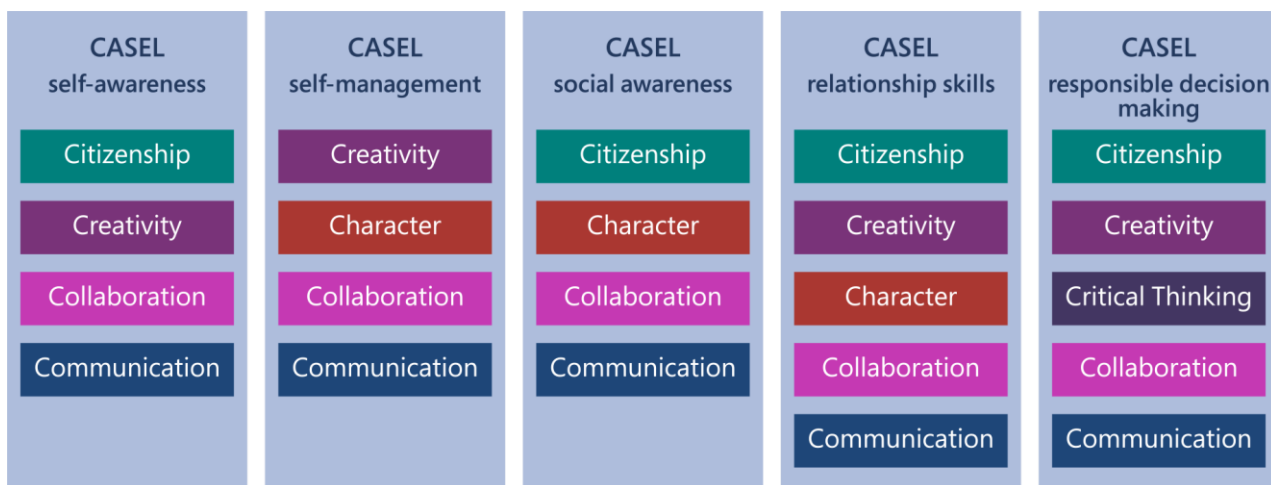 CASEL
self-awareness
Citizenship
Creativity
Collaboration
Communication
CASEL
self-management
Creativity
Character
Collaboration
Communication
CASEL
social awareness
Citizenship
Character
Collaboration
Communication
CASEL
relationship skills
Citizenship
Creativity
Character
Collaboration
Communication
CASEL
responsible decision
making
Citizenship
Creativity
Critical Thinking
Collaboration
Communication